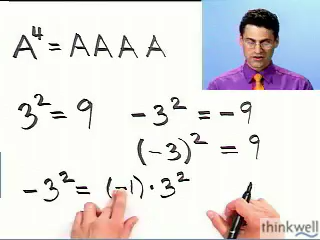 A⁴ = AAAA
3² = 9 -3² = -9
(-3)² = 9
-3² = (-1) · 3²
thinkwell